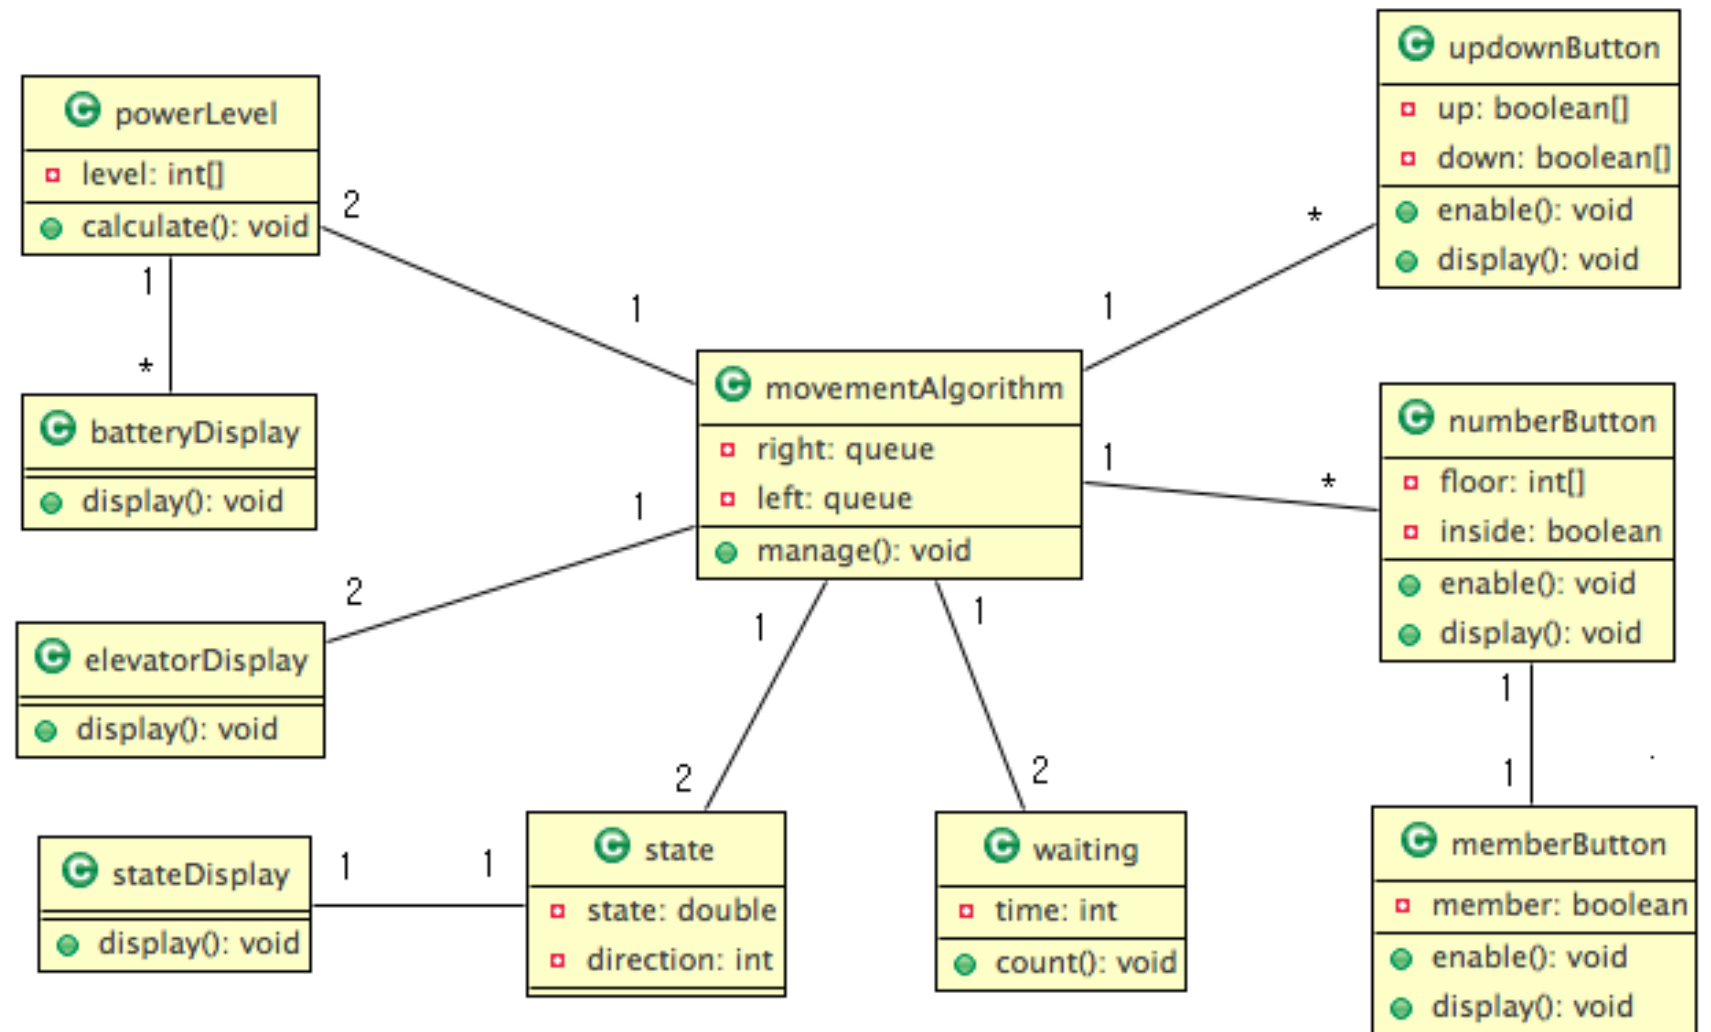 C powerLevel
level: int[]
calculate(): void
2
1
1
*
C batteryDisplay
display(): void
C updownButton
up: boolean[]
down: boolean[]
enable(): void
display(): void
*
1
C movementAlgorithm
right: queue
left: queue
manage(): void
1
*
C numberButton
floor: int[]
inside: boolean
enable(): void
display(): void
1
2
C elevatorDisplay
display(): void
1
2
1
2
1
1
C stateDisplay
display(): void
1
1
C state
state: double
direction: int
C waiting
time: int
count(): void
C memberButton
member: boolean
enable(): void
display(): void